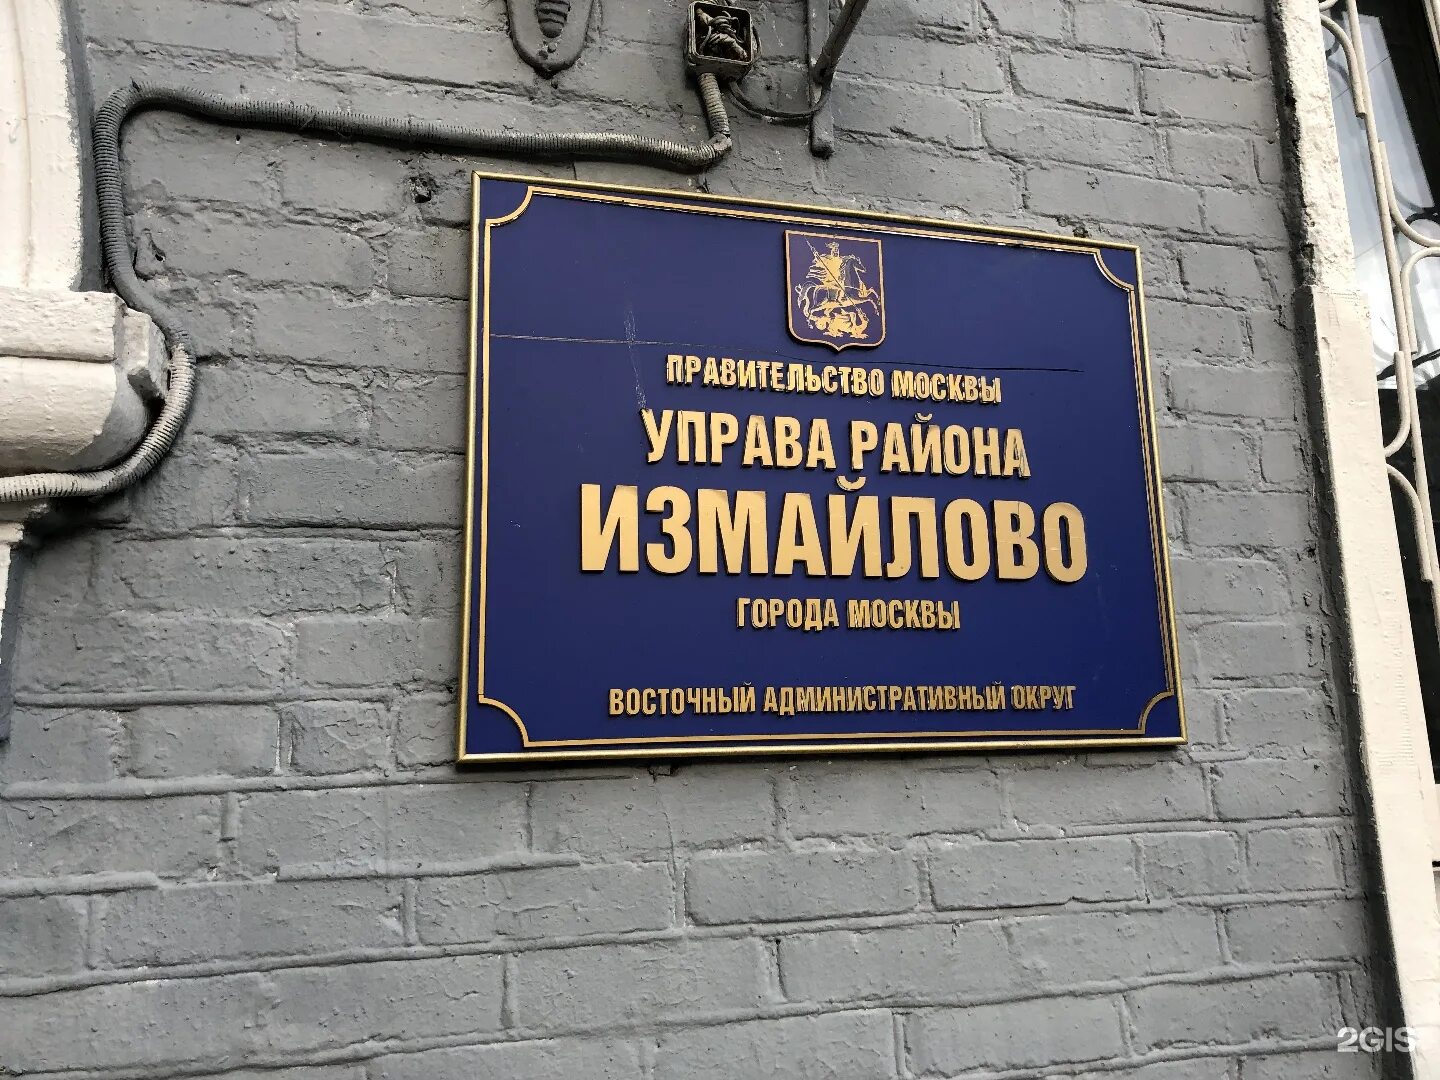 ПРАВИТЕЛЬСТВО МОСКВЫ
УПРАВА РАЙОНА
ИЗМАЙЛОВО
ГОРОДА МОСКВЫ
ВОСТОЧНЫЙ АДМИНИСТРАТИВНЫЙ ОКРУГ
2GIS